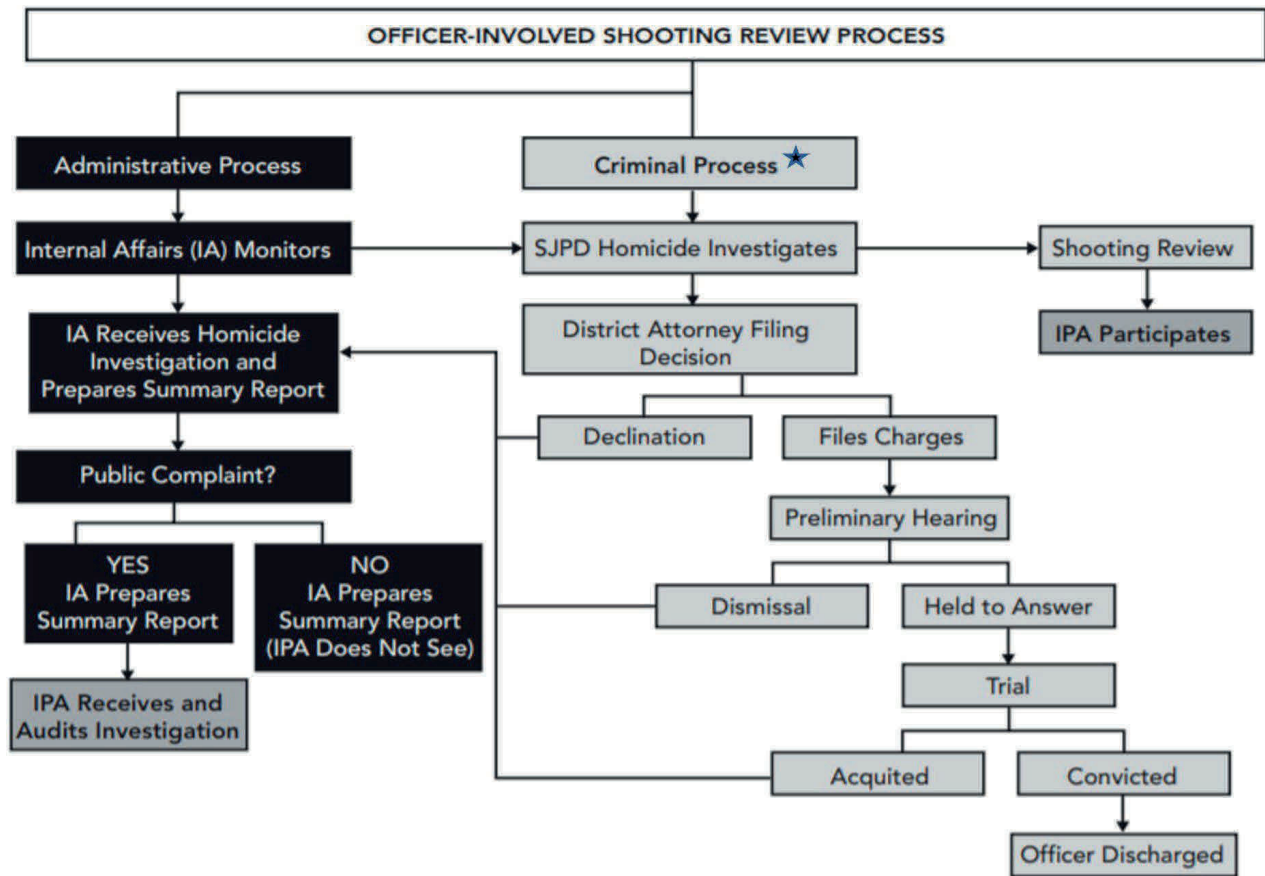 OFFICER-INVOLVED SHOOTING REVIEW PROCESS
Administrative Process
Criminal Process
Internal Affairs (IA) Monitors
SJPD Homicide Investigates
Shooting Review
IA Receives Homicide
Investigation and
Prepares Summary Report
District Attorney Filing
Decision
IPA Participates
Declination
Files Charges
Public Complaint?
Preliminary Hearing
YES
IA Prepares
Summary Report
NO
IA Prepares
Summary Report
(IPA Does Not See)
Dismissal
Held to Answer
IPA Receives and
Audits Investigation
Trial
Acquited
Convicted
Officer Discharged